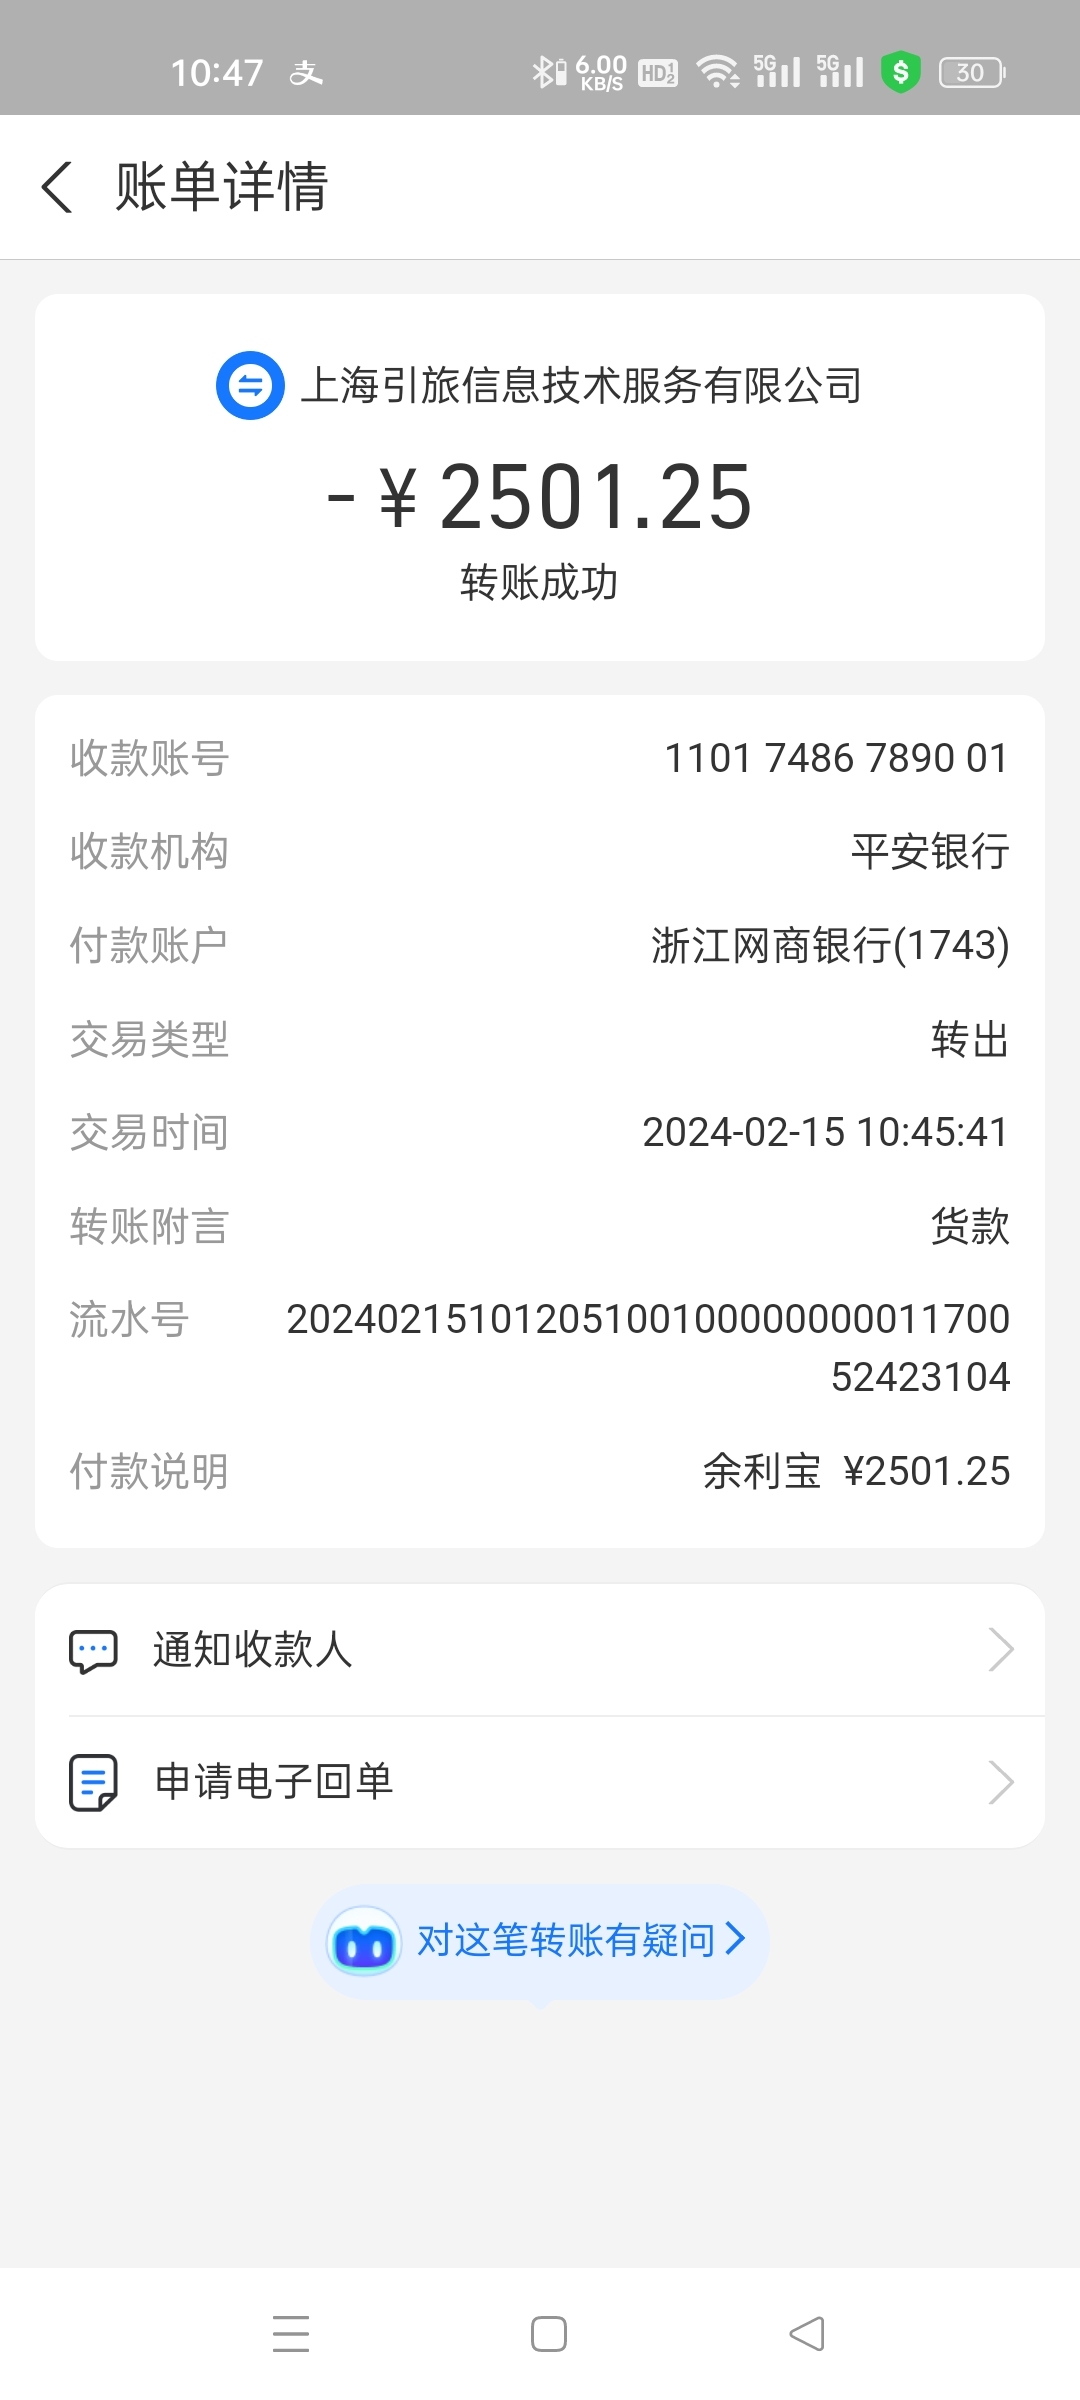 10:47 支 6.00 KB/S HD 1 2 5G 5G $ 30
账单详情
上海引旅信息技术服务有限公司
-¥2501.25
转账成功
收款账号 1101 7486 7890 01
收款机构 平安银行
付款账户 浙江网商银行(1743)
交易类型 转出
交易时间 2024-02-15 10:45:41
转账附言 货款
流水号 20240215101205100100000000011700
52423104
付款说明 余利宝 ¥2501.25
通知收款人
申请电子回单
对这笔转账有疑问